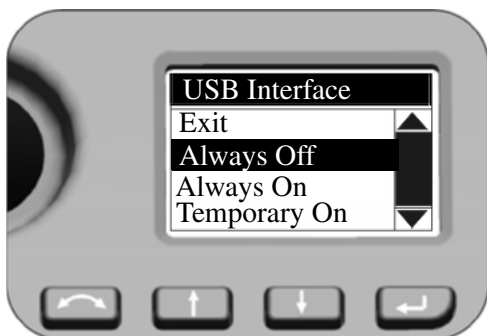 USB Interface
Exit
Always Off
Always On
Temporary On